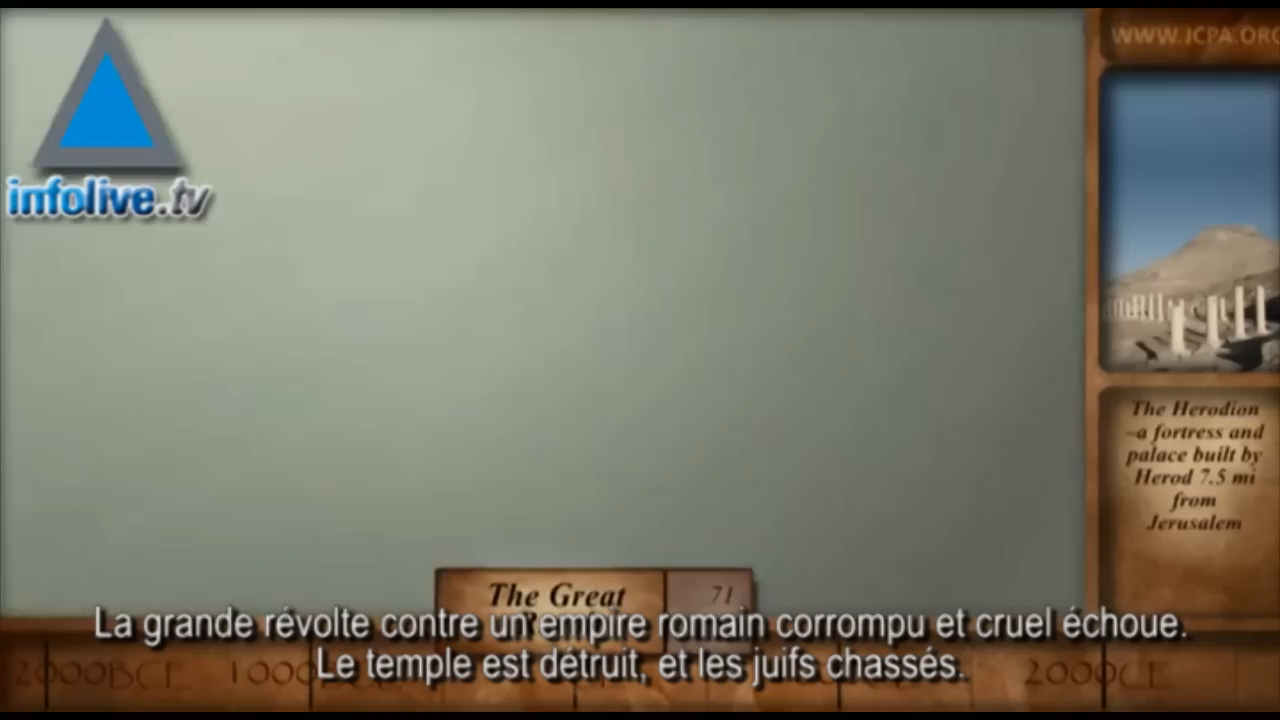 WWW.JCPA.ORG
infolive.tv
The Herodion
–a fortress and
palace built by
Herod 7.5 mi
from
Jerusalem
The Great
71
La grande révolte contre un empire romain corrompu et cruel échoue.
Le temple est détruit, et les juifs chassés.
2000BCE
2000CE